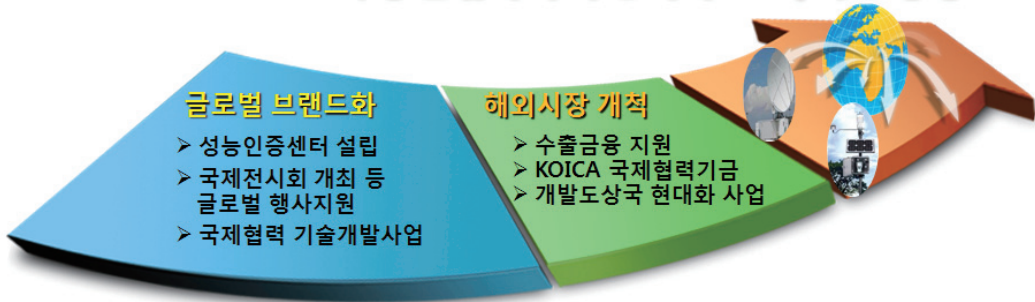 글로벌 브랜드화
➢ 성능인증센터 설립
➢ 국제전시회 개최 등
글로벌 행사지원
➢ 국제협력 기술개발사업
해외시장 개척
➢ 수출금융 지원
➢ KOICA 국제협력기금
➢ 개발도상국 현대화 사업